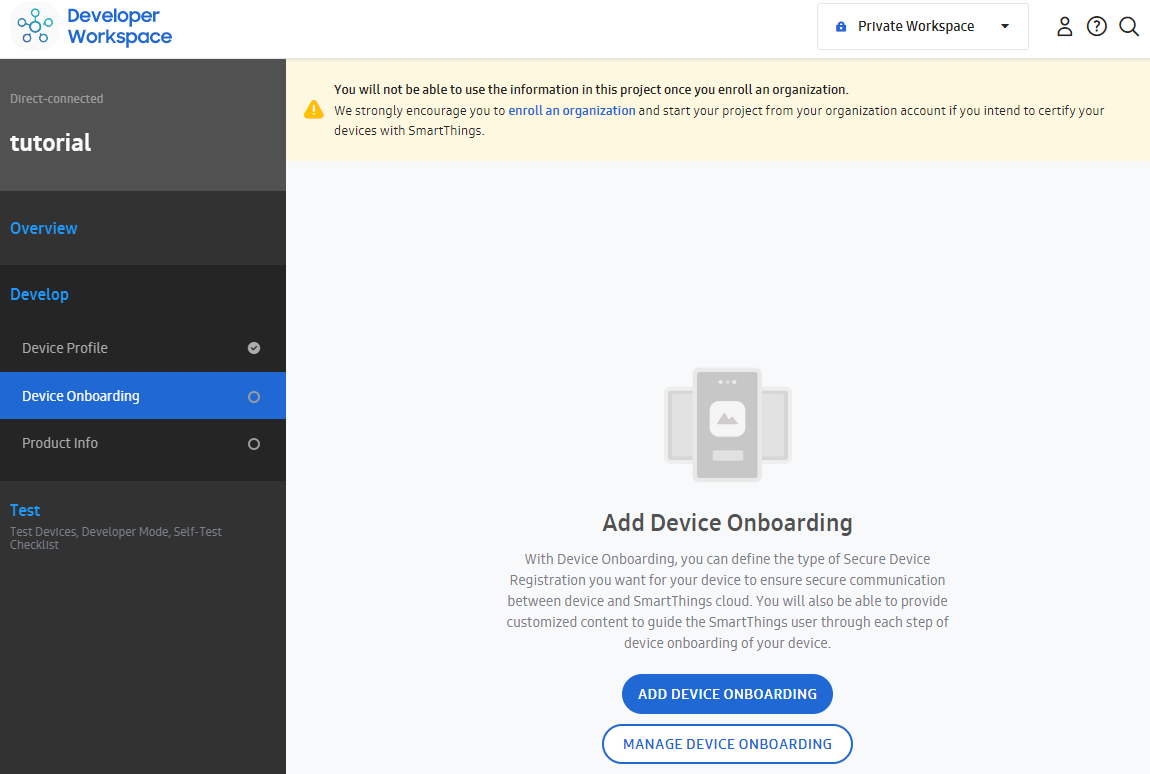 Developer
Workspace
Private Workspace
Direct-connected
tutorial
Overview
Develop
Device Profile
Device Onboarding
Product Info
Test
Test Devices, Developer Mode, Self-Test
Checklist
You will not be able to use the information in this project once you enroll an organization.
We strongly encourage you to enroll an organization and start your project from your organization account if you intend to certify your
devices with SmartThings.
Add Device Onboarding
With Device Onboarding, you can define the type of Secure Device
Registration you want for your device to ensure secure communication
between device and SmartThings cloud. You will also be able to provide
customized content to guide the SmartThings user through each step of
device onboarding of your device.
ADD DEVICE ONBOARDING
MANAGE DEVICE ONBOARDING